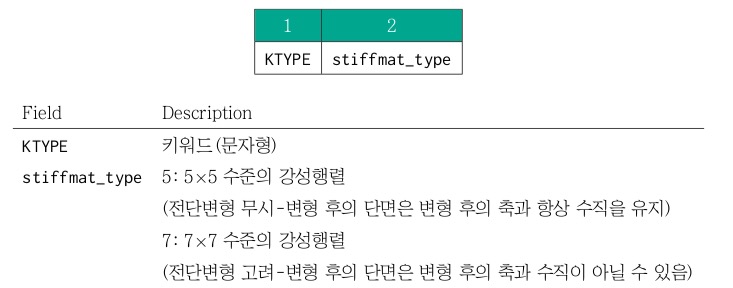 1 2
KTYPE stiffmat_type
Field Description
KTYPE 키워드(문자형)
stiffmat_type 5: 5×5 수준의 강성행렬
(전단변형 무시-변형 후의 단면은 변형 후의 축과 항상 수직을 유지)
7: 7×7 수준의 강성행렬
(전단변형 고려-변형 후의 단면은 변형 후의 축과 수직이 아닐 수 있음)